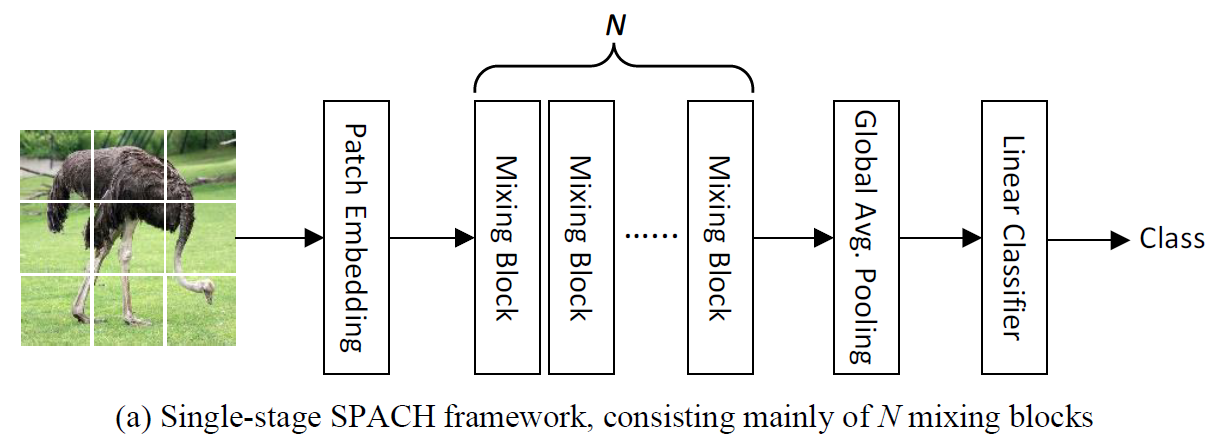 N
Patch Embedding
Mixing Block
Mixing Block
......
Mixing Block
Global Avg. Pooling
Linear Classifier
Class
(a) Single-stage SPACH framework, consisting mainly of N mixing blocks